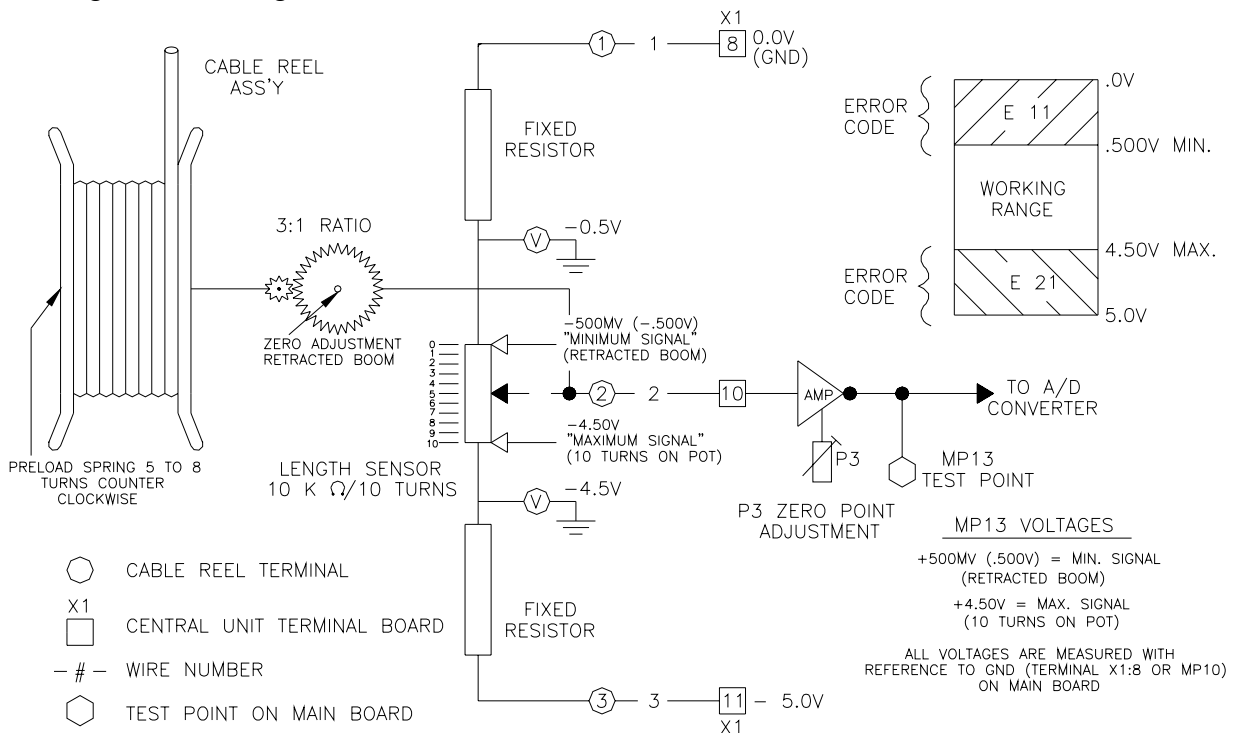 CABLE REEL
ASS'Y
1
1
X1
8
0.0V
(GND)
FIXED
RESISTOR
ERROR
CODE
E 11
.0V
.500V MIN.
WORKING
RANGE
4.50V MAX.
ERROR
CODE
E 21
5.0V
3:1 RATIO
V
-0.5V
ZERO ADJUSTMENT
RETRACTED BOOM
-500MV (-.500V)
"MINIMUM SIGNAL"
(RETRACTED BOOM)
0
1
2
3
4
5
6
7
8
9
10
2
2
10
AMP
TO A/D
CONVERTER
-4.50V
"MAXIMUM SIGNAL"
(10 TURNS ON POT)
P3
MP13
TEST POINT
PRELOAD SPRING 5 TO 8
TURNS COUNTER
CLOCKWISE
LENGTH SENSOR
10 K Ω/10 TURNS
V
-4.5V
P3 ZERO POINT
ADJUSTMENT
MP13 VOLTAGES
+500MV (.500V) = MIN. SIGNAL
(RETRACTED BOOM)
+4.50V = MAX. SIGNAL
(10 TURNS ON POT)
ALL VOLTAGES ARE MEASURED WITH
REFERENCE TO GND (TERMINAL X1:8 OR MP10)
ON MAIN BOARD
FIXED
RESISTOR
CABLE REEL TERMINAL
X1
CENTRAL UNIT TERMINAL BOARD
- # - WIRE NUMBER
TEST POINT ON MAIN BOARD
3
3
11
- 5.0V
X1